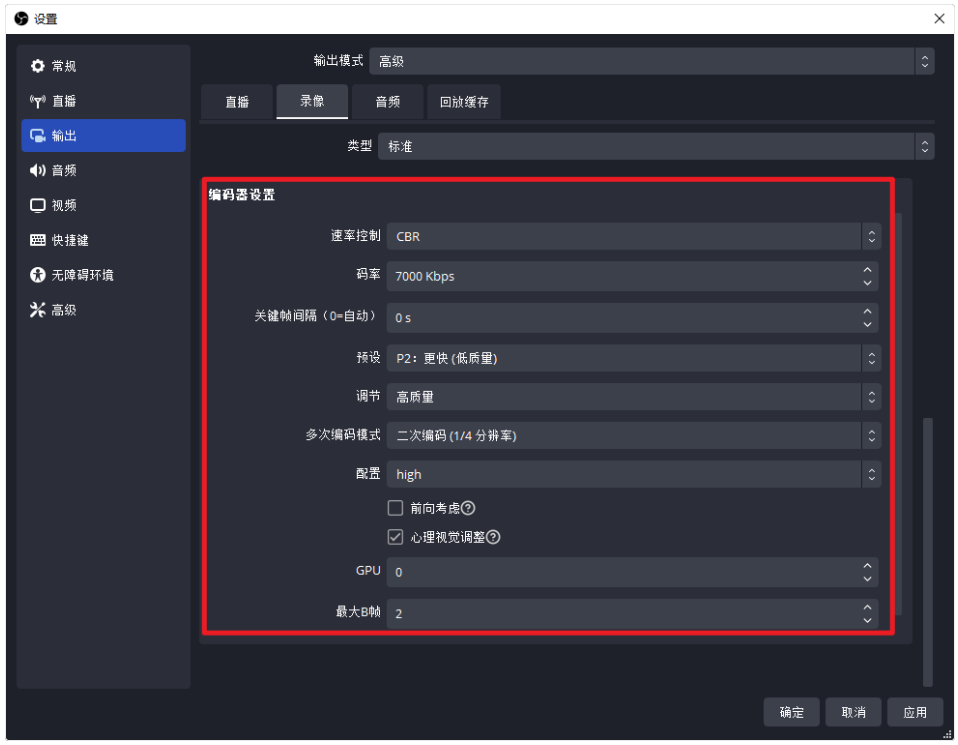 设置
常规
直播
输出
音频
视频
快捷键
无障碍环境
高级
输出模式 高级
直播 录像 音频 回放缓存
类型 标准
编码器设置
速率控制 CBR
码率 7000 Kbps
关键帧间隔（0=自动） 0 s
预设 P2：更快 (低质量)
调节 高质量
多次编码模式 二次编码 (1/4 分辨率)
配置 high
前向考虑?
心理视觉调整?
GPU 0
最大B帧 2
确定 取消 应用